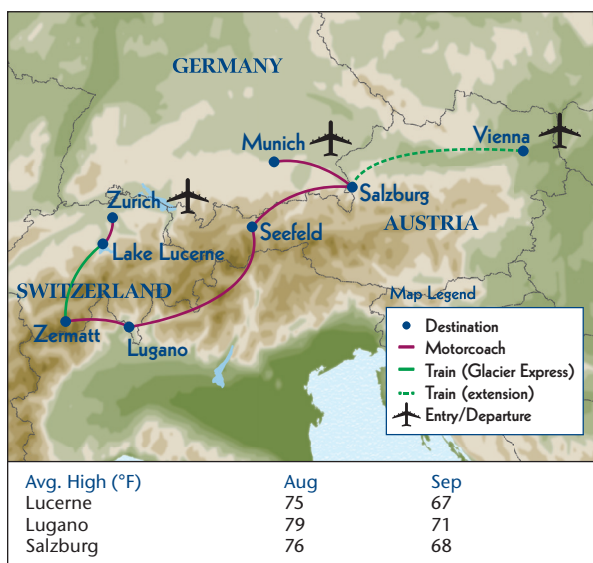 GERMANY
Munich
Vienna
Zurich
Salzburg
AUSTRIA
Seefeld
Lake Lucerne
SWITZERLAND
Zermatt
Lugano
Map Legend
Destination
Motorcoach
Train (Glacier Express)
Train (extension)
Entry/Departure
Avg. High (°F) Aug Sep
Lucerne 75 67
Lugano 79 71
Salzburg 76 68